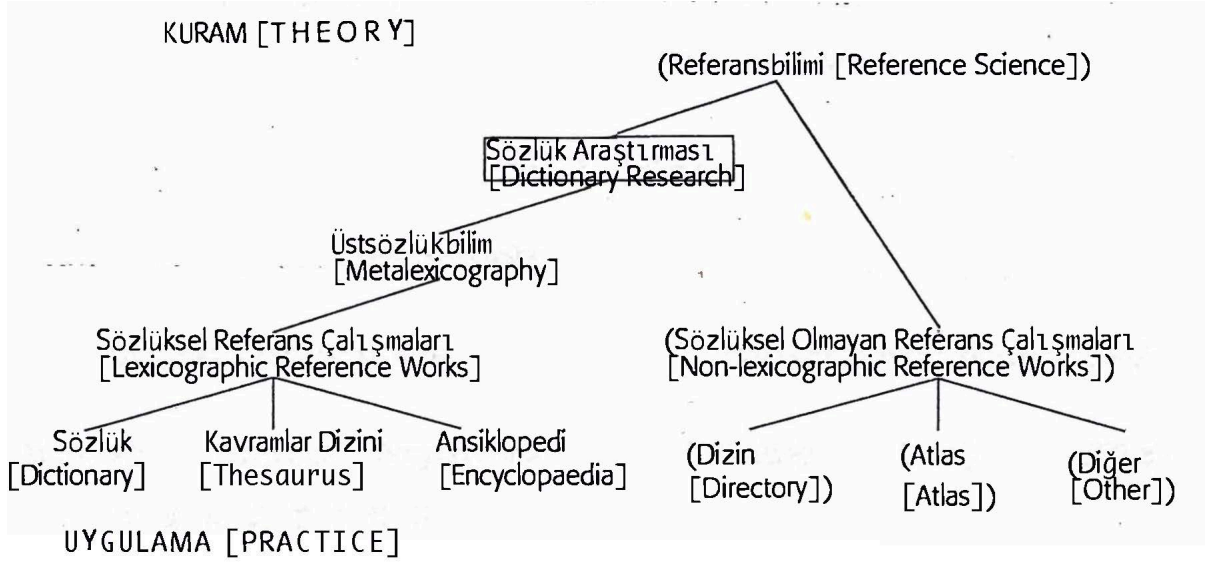 KURAM [THEORY]
(Referansbilimi [Reference Science])
Sözlük Araştırması
[Dictionary Research]
Üstsözlükbilim
[Metalexicography]
Sözlüksel Referans Çalışmaları
[Lexicographic Reference Works]
(Sözlüksel Olmayan Referans Çalışmaları
[Non-lexicographic Reference Works])
Sözlük
[Dictionary]
Kavramlar Dizini
[Thesaurus]
Ansiklopedi
[Encyclopaedia]
(Dizin
[Directory])
(Atlas
[Atlas])
(Diğer
[Other])
UYGULAMA [PRACTICE]